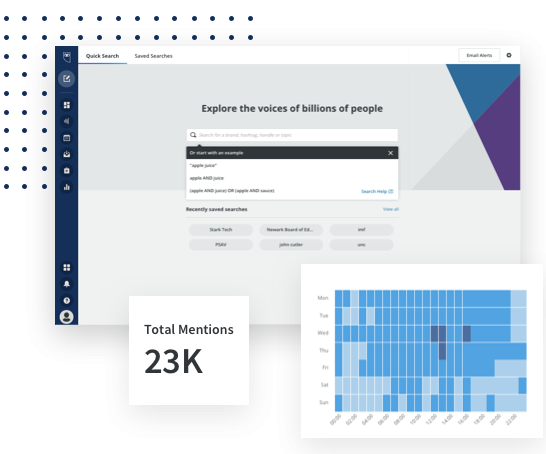 Quick Search
Saved Searches
Email Alerts
Explore the voices of billions of people
Search for a brand, hashtag, handle or topic
Or start with an example
"apple juice"
apple AND juice
(apple AND juice) OR (apple AND sauce)
Search Help
Recently saved searches
View all
Stark Tech
Newark Board of Ed...
imf
PSAV
john cutler
unc
Total Mentions
23K
Mon
Tue
Wed
Thu
Fri
Sat
Sun
00:00
02:00
04:00
06:00
08:00
10:00
12:00
14:00
16:00
18:00
20:00
22:00